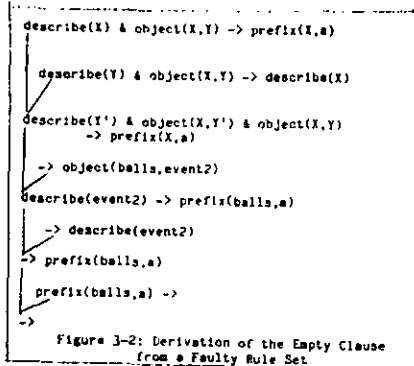 describe(X) & object(X,Y) -> prefix(X,a)
describe(Y) & object(X,Y) -> describe(X)
describe(Y') & object(X,Y') & object(X,Y)
-> prefix(X,a)
-> object(balls,event2)
describe(event2) -> prefix(balls,a)
-> describe(event2)
-> prefix(balls,a)
prefix(balls,a) ->
->
Figure 3-2: Derivation of the Empty Clause
from a Faulty Rule Set